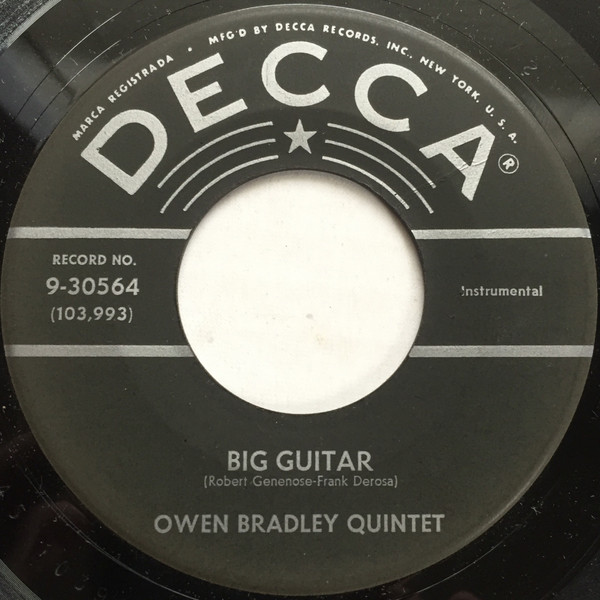 MARCA REGISTRADA • MFG'D BY DECCA RECORDS, INC., NEW YORK, U. S. A.
DECCA ®
RECORD NO.
9-30564
(103,993)
Instrumental
BIG GUITAR
(Robert Genenose-Frank Derosa)
OWEN BRADLEY QUINTET